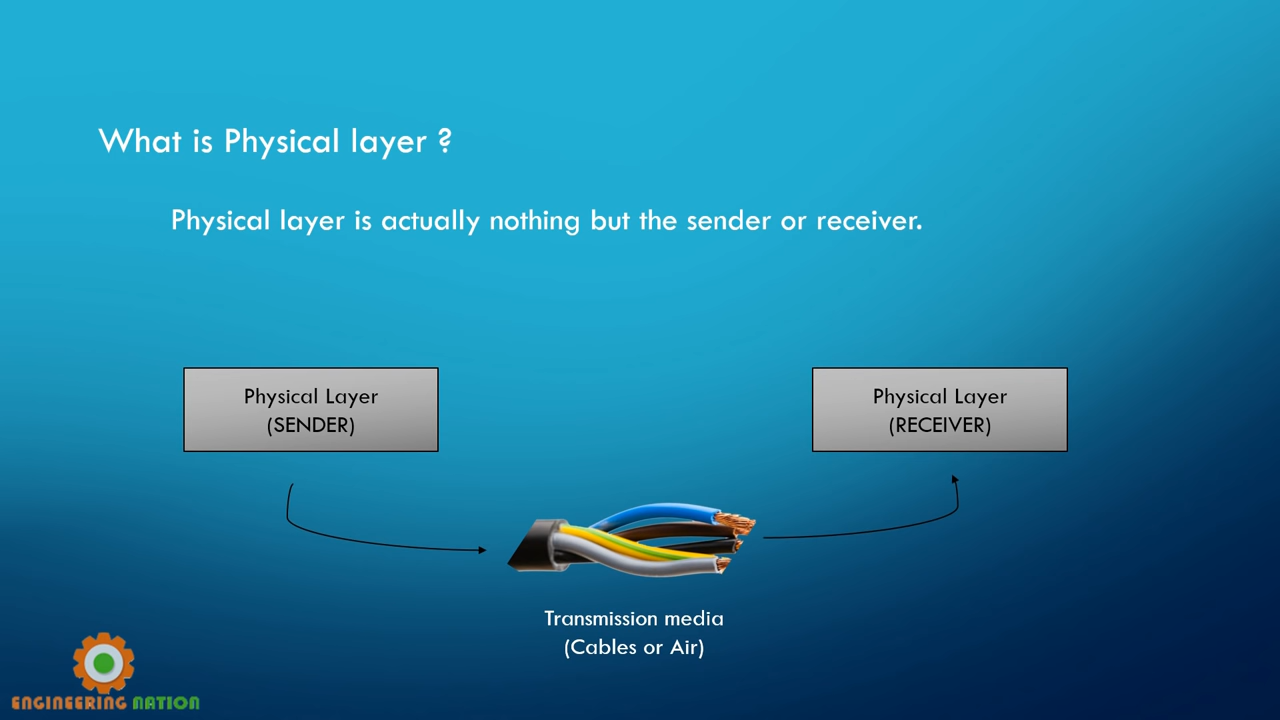 What is Physical layer ?
Physical layer is actually nothing but the sender or receiver.
Physical Layer
(SENDER)
Physical Layer
(RECEIVER)
Transmission media
(Cables or Air)
ENGINEERING NATION